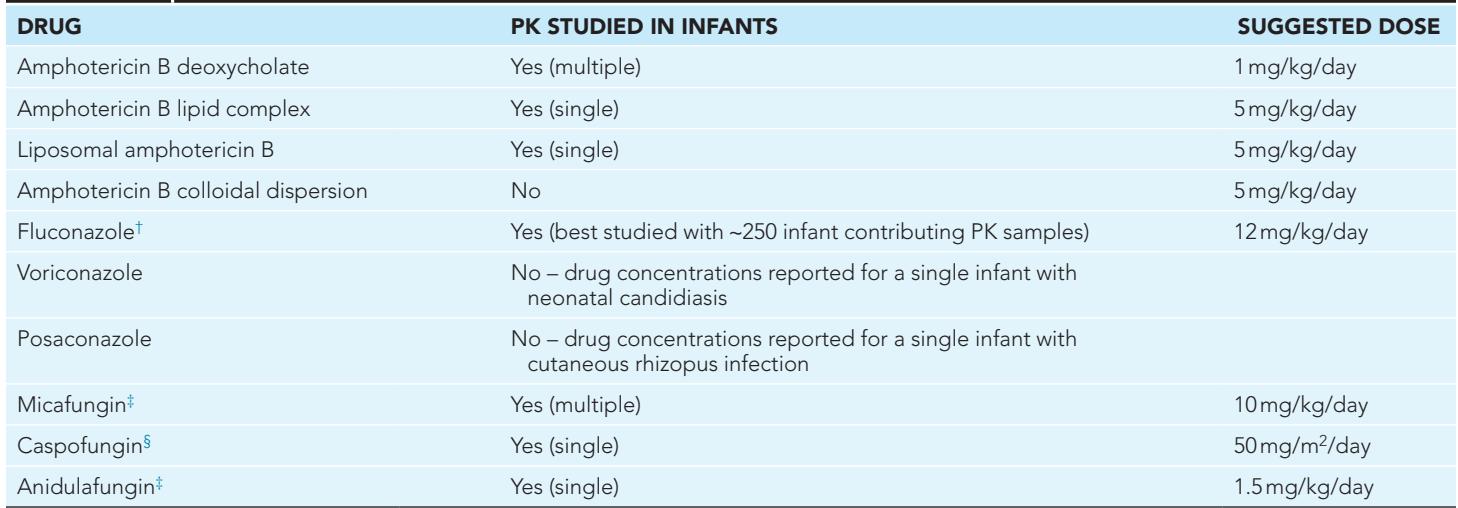 DRUG PK STUDIED IN INFANTS SUGGESTED DOSE
Amphotericin B deoxycholate Yes (multiple) 1 mg/kg/day
Amphotericin B lipid complex Yes (single) 5 mg/kg/day
Liposomal amphotericin B Yes (single) 5 mg/kg/day
Amphotericin B colloidal dispersion No 5 mg/kg/day
Fluconazole† Yes (best studied with ~250 infant contributing PK samples) 12 mg/kg/day
Voriconazole No – drug concentrations reported for a single infant with
neonatal candidiasis
Posaconazole No – drug concentrations reported for a single infant with
cutaneous rhizopus infection
Micafungin‡ Yes (multiple) 10 mg/kg/day
Caspofungin§ Yes (single) 50 mg/m²/day
Anidulafungin‡ Yes (single) 1.5 mg/kg/day